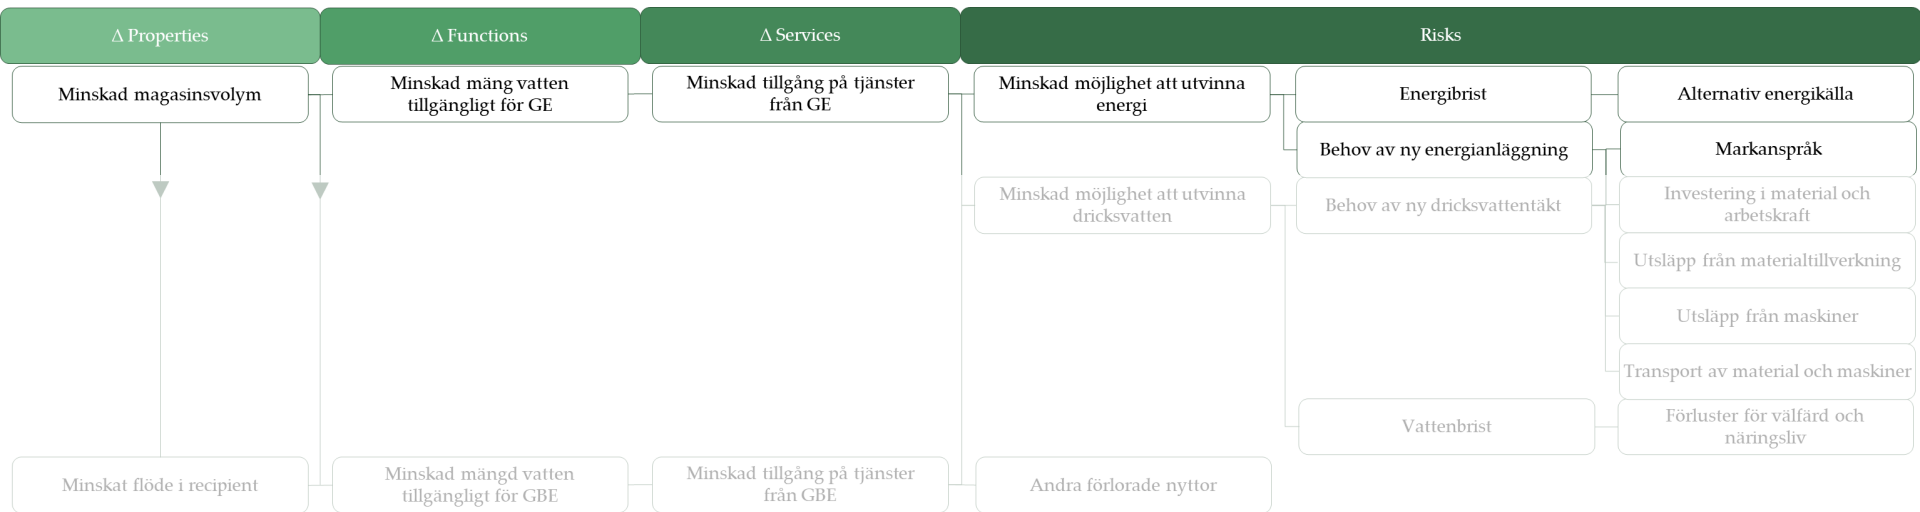 Δ Properties
Δ Functions
Δ Services
Risks
Minskad magasinsvolym
Minskad mäng vatten
tillgängligt för GE
Minskad tillgång på tjänster
från GE
Minskad möjlighet att utvinna
energi
Energibrist
Alternativ energikälla
Behov av ny energianläggning
Markanspråk
Minskad möjlighet att utvinna
dricksvatten
Behov av ny dricksvattentäkt
Investering i material och
arbetskraft
Utsläpp från materialtillverkning
Utsläpp från maskiner
Transport av material och maskiner
Vattenbrist
Förluster för välfärd och
näringsliv
Minskat flöde i recipient
Minskad mängd vatten
tillgängligt för GBE
Minskad tillgång på tjänster
från GBE
Andra förlorade nyttor